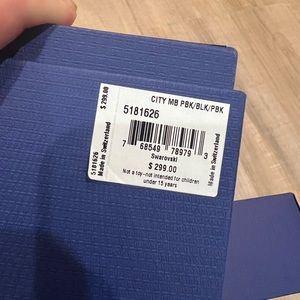 CITY MB PBK/BLK/PBK
5181626
7 68549 78979 3
Swarovski
$ 299.00
Not a toy-not intended for children
under 15 years
$ 299.00
5181626
Made in Switzerland
Made in Switzerland